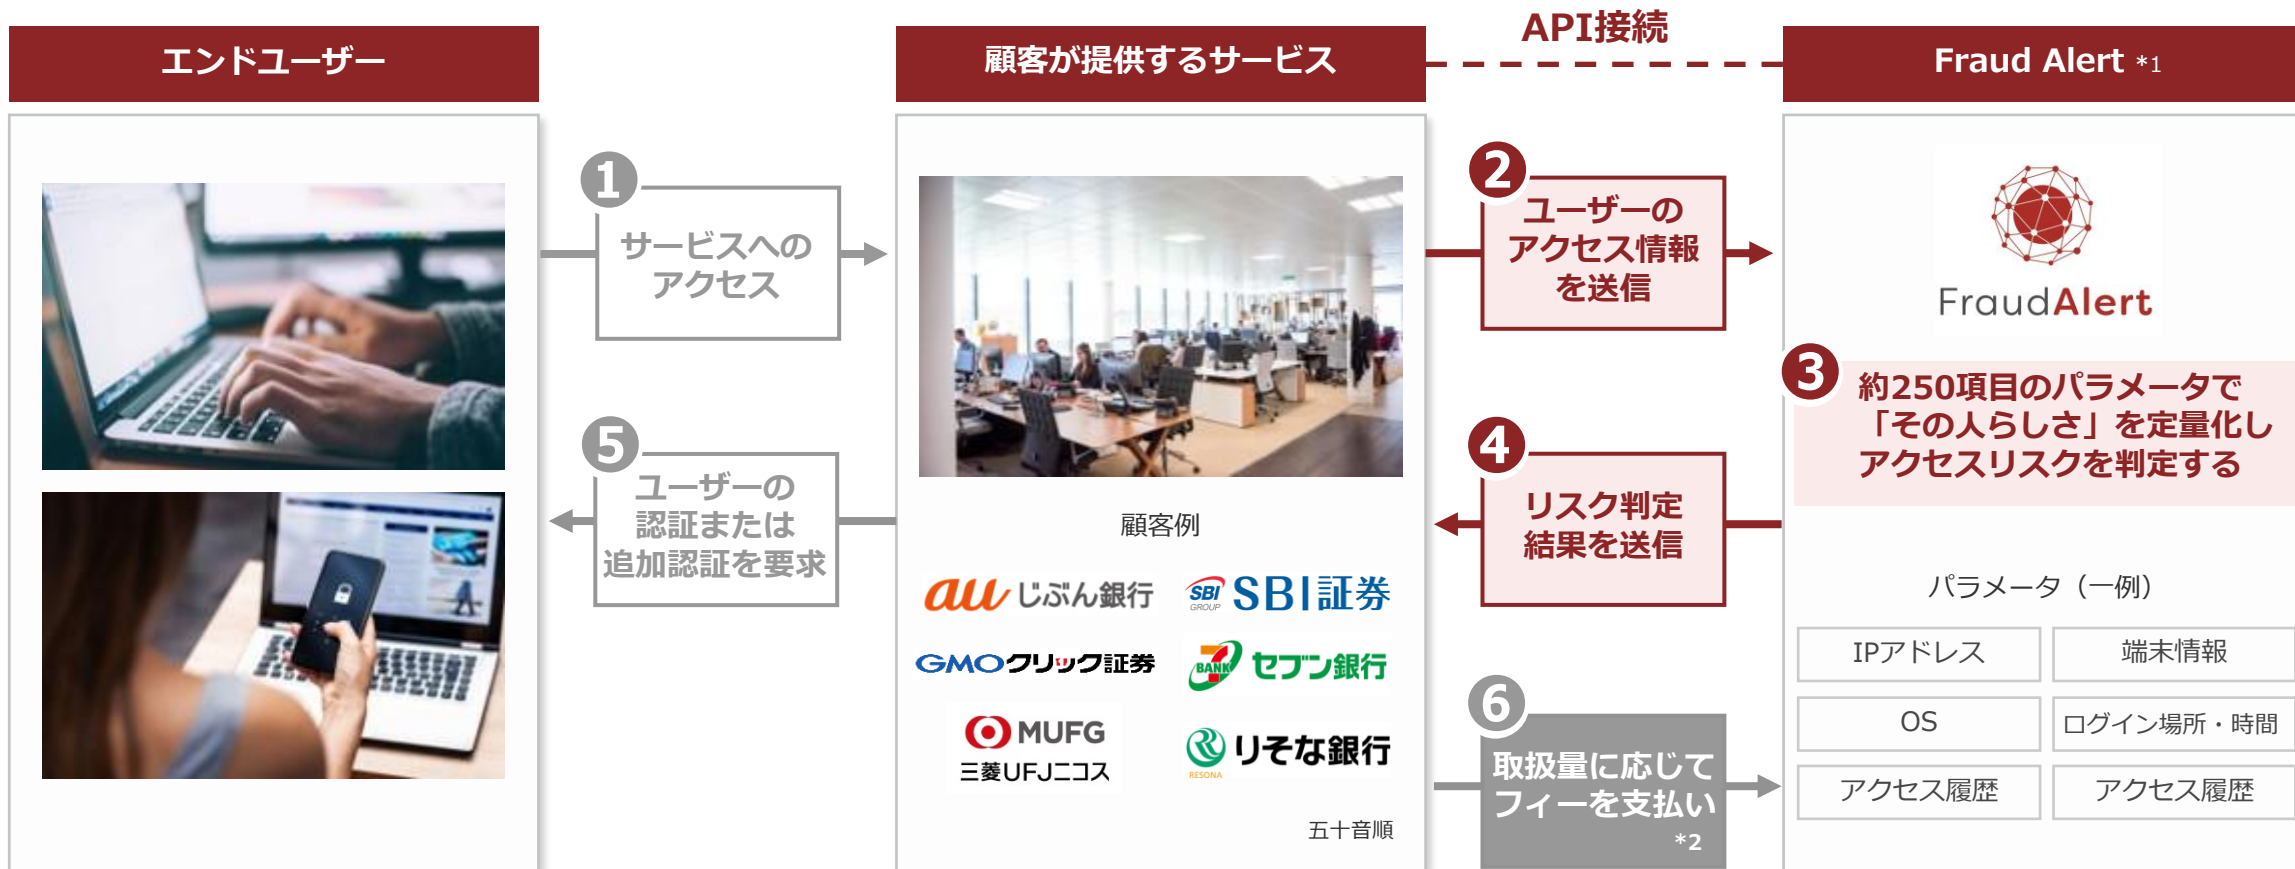 API接続
エンドユーザー
顧客が提供するサービス
Fraud Alert *1
1
サービスへの
アクセス
2
ユーザーの
アクセス情報
を送信
FraudAlert
3
約250項目のパラメータで
「その人らしさ」を定量化し
アクセスリスクを判定する
4
リスク判定
結果を送信
5
ユーザーの
認証または
追加認証を要求
顧客例
au じぶん銀行
SBI GROUP SBI証券
GMOクリック証券
7 BANK セブン銀行
MUFG
三菱UFJニコス
RESONA りそな銀行
五十音順
6
取扱量に応じて
フィーを支払い
*2
パラメータ（一例）
IPアドレス
端末情報
OS
ログイン場所・時間
アクセス履歴
アクセス履歴